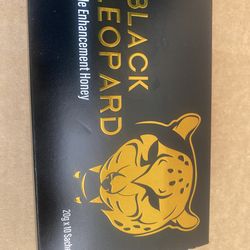 BLACK
LEOPARD
Enhancement Honey
20g x 10